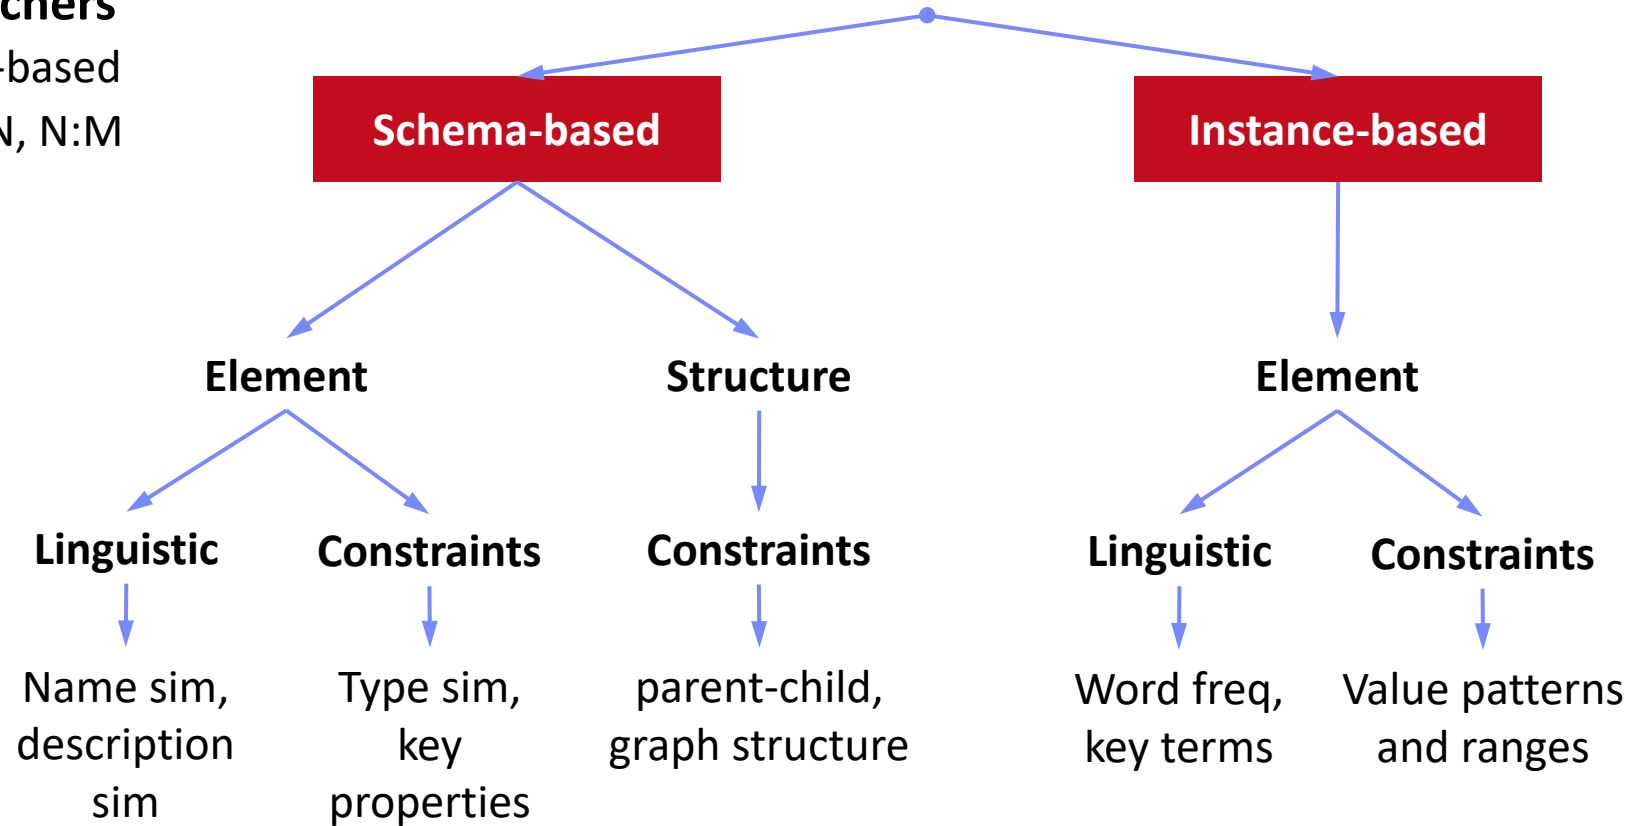 -based
N, N:M
Schema-based
Instance-based
Element
Structure
Element
Linguistic
Constraints
Constraints
Linguistic
Constraints
Name sim,
description
sim
Type sim,
key
properties
parent-child,
graph structure
Word freq,
key terms
Value patterns
and ranges